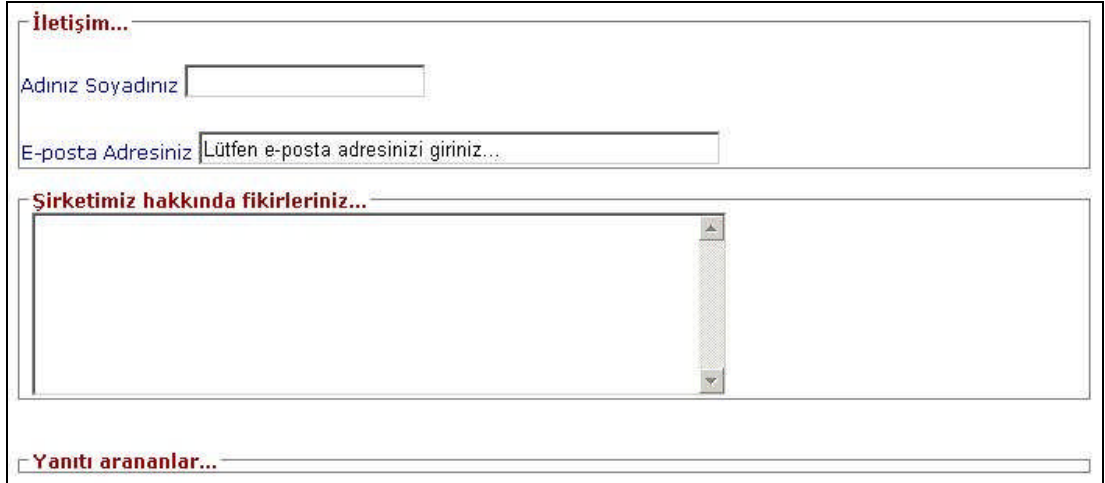 İletişim...
Adınız Soyadınız
E-posta Adresiniz Lütfen e-posta adresinizi giriniz...
Şirketimiz hakkında fikirleriniz...
Yanıtı arananlar...